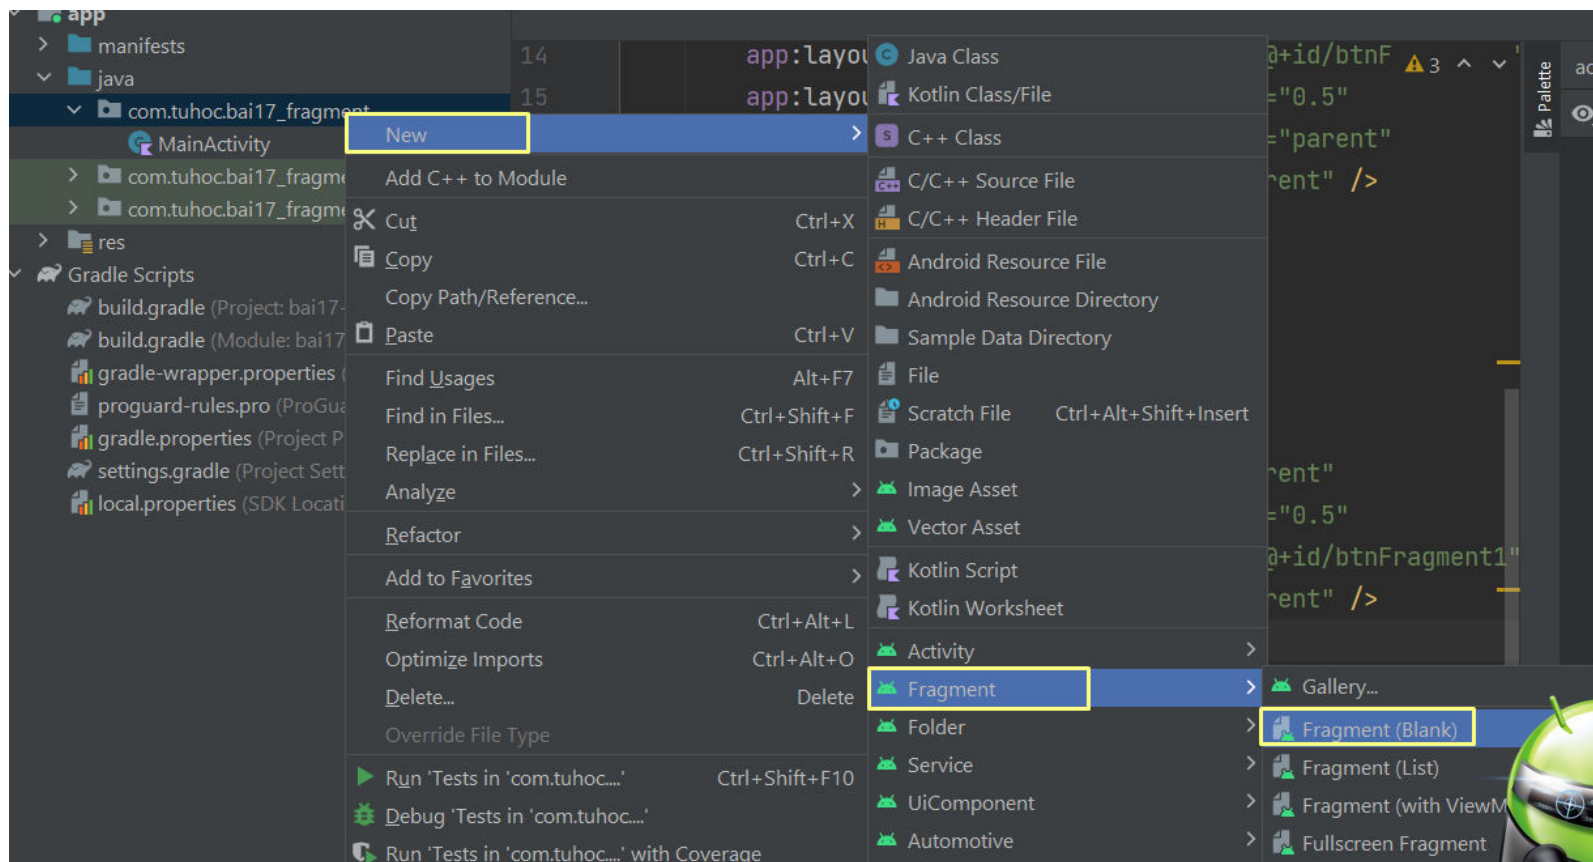 app
manifests
java
com.tuhoc.bai17_fragment
MainActivity
com.tuhoc.bai17_fragme
com.tuhoc.bai17_fragme
res
Gradle Scripts
build.gradle (Project: bai17-
build.gradle (Module: bai17
gradle-wrapper.properties (
proguard-rules.pro (ProGua
gradle.properties (Project P
settings.gradle (Project Sett
local.properties (SDK Locati
14 app:layou
15 app:layou
New
Add C++ to Module
Cut Ctrl+X
Copy Ctrl+C
Copy Path/Reference...
Paste Ctrl+V
Find Usages Alt+F7
Find in Files... Ctrl+Shift+F
Replace in Files... Ctrl+Shift+R
Analyze
Refactor
Add to Favorites
Reformat Code Ctrl+Alt+L
Optimize Imports Ctrl+Alt+O
Delete... Delete
Override File Type
Run 'Tests in 'com.tuhoc....' Ctrl+Shift+F10
Debug 'Tests in 'com.tuhoc....'
Run 'Tests in 'com.tuhoc....' with Coverage
Java Class
Kotlin Class/File
C++ Class
C/C++ Source File
C/C++ Header File
Android Resource File
Android Resource Directory
Sample Data Directory
File
Scratch File Ctrl+Alt+Shift+Insert
Package
Image Asset
Vector Asset
Kotlin Script
Kotlin Worksheet
Activity
Fragment
Folder
Service
UiComponent
Automotive
@+id/btnF
="0.5"
="parent"
rent" />
rent"
="0.5"
@+id/btnFragment1"
rent" />
3
Palette
ac
Gallery...
Fragment (Blank)
Fragment (List)
Fragment (with ViewM
Fullscreen Fragment